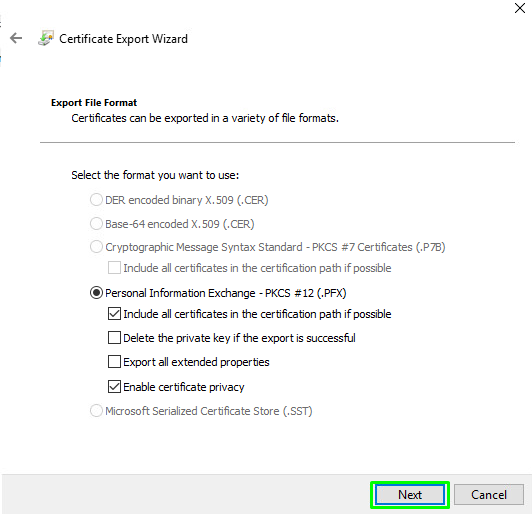 Certificate Export Wizard
Export File Format
Certificates can be exported in a variety of file formats.
Select the format you want to use:
DER encoded binary X.509 (.CER)
Base-64 encoded X.509 (.CER)
Cryptographic Message Syntax Standard - PKCS #7 Certificates (.P7B)
Include all certificates in the certification path if possible
Personal Information Exchange - PKCS #12 (.PFX)
Include all certificates in the certification path if possible
Delete the private key if the export is successful
Export all extended properties
Enable certificate privacy
Microsoft Serialized Certificate Store (.SST)
Next
Cancel